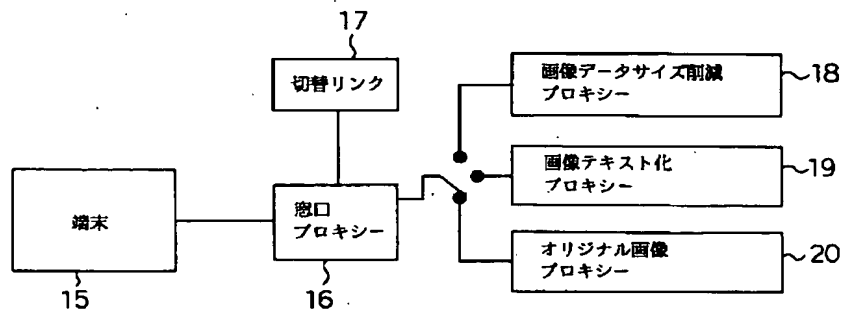 17
切替リンク
画像データサイズ削減
プロキシー
18
画像テキスト化
プロキシー
19
端末
窓口
プロキシー
オリジナル画像
プロキシー
20
15
16